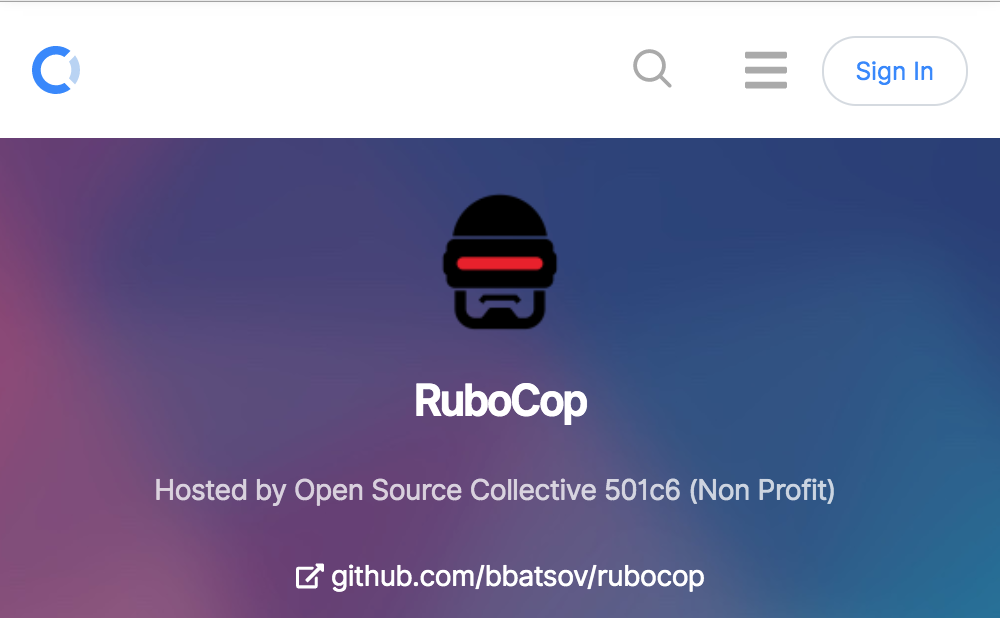 Sign In
RuboCop
Hosted by Open Source Collective 501c6 (Non Profit)
github.com/bbatsov/rubocop